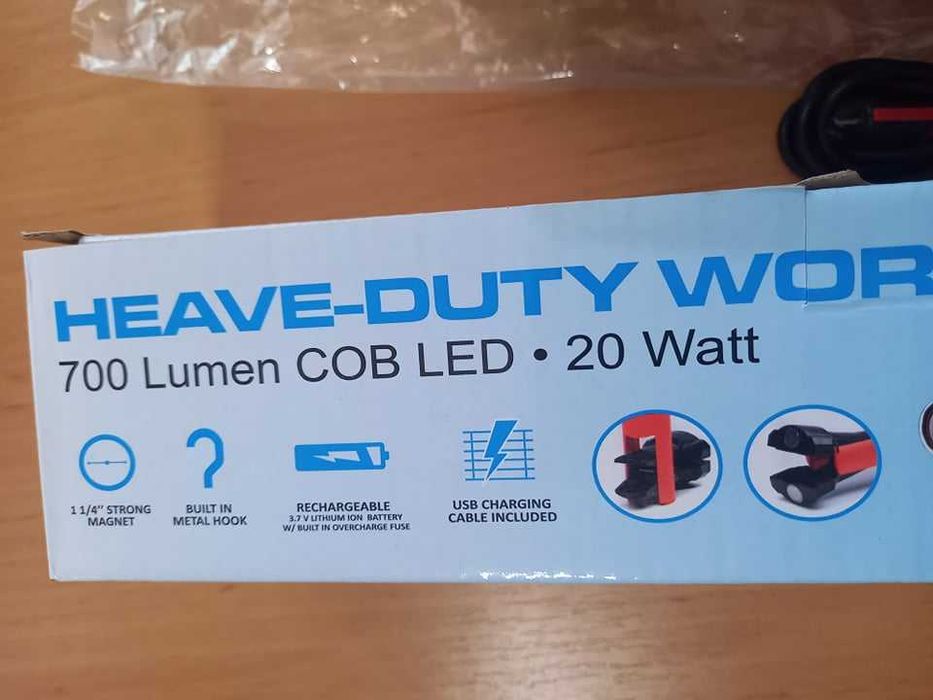 HEAVE-DUTY WOR
700 Lumen COB LED • 20 Watt
1 1/4" STRONG
MAGNET
BUILT IN
METAL HOOK
RECHARGEABLE
3.7 V LITHIUM ION BATTERY
W/ BUILT IN OVERCHARGE FUSE
USB CHARGING
CABLE INCLUDED